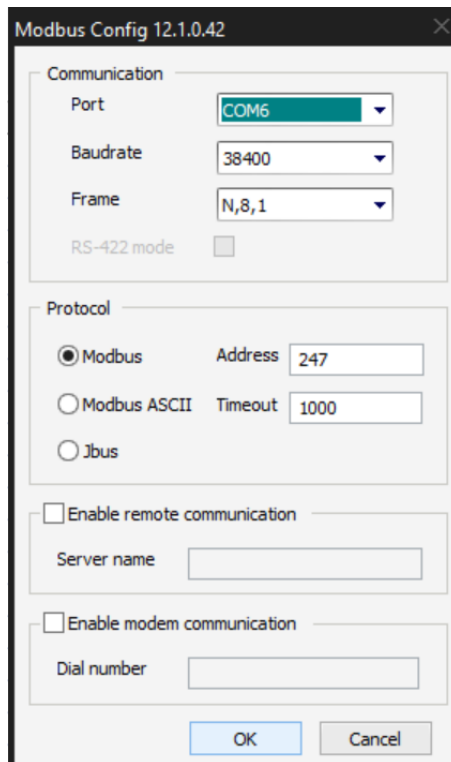 Modbus Config 12.1.0.42
Communication
Port COM6
Baudrate 38400
Frame N,8,1
RS-422 mode
Protocol
Modbus Address 247
Modbus ASCII Timeout 1000
Jbus
Enable remote communication
Server name
Enable modem communication
Dial number
OK Cancel